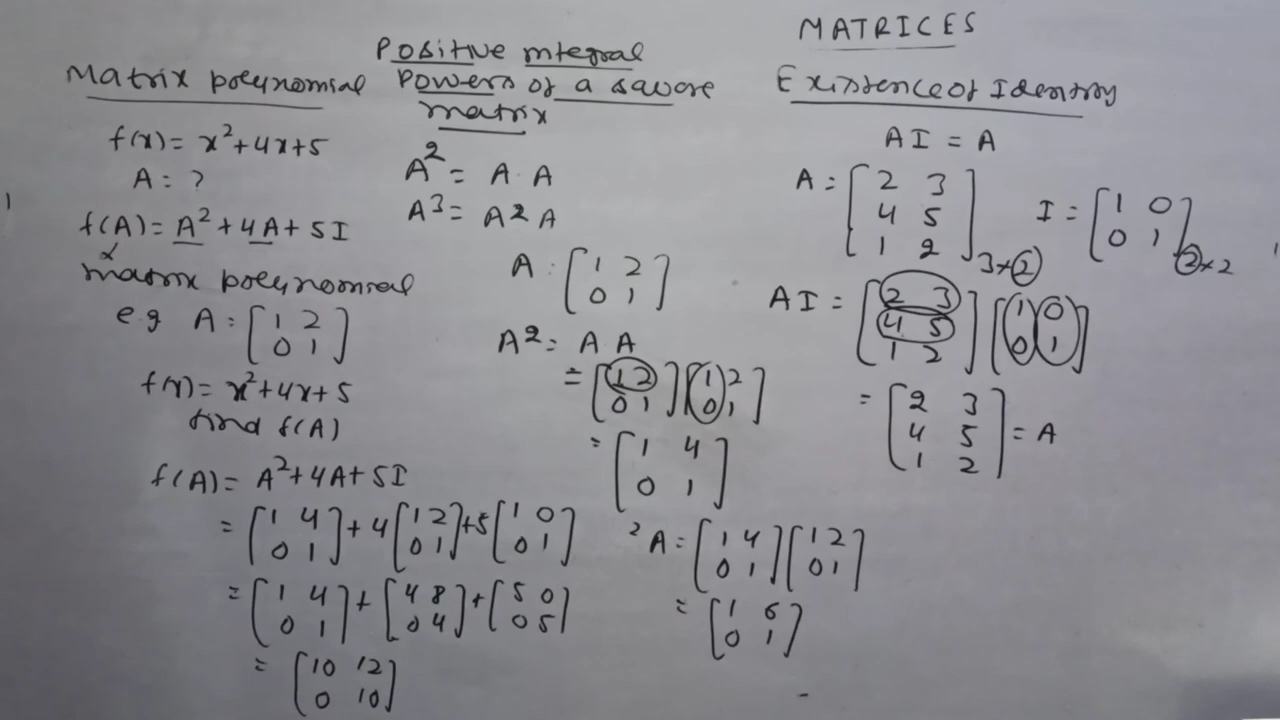 MATRICES
Matrix polynomial
f(x) = x² + 4x + 5
A = ?
f(A) = A² + 4A + 5I
matrix polynomial
e.g A = [1 2
0 1]
f(x) = x² + 4x + 5
find f(A)
f(A) = A² + 4A + 5I
= [1 4
0 1] + 4 [1 2
0 1] + 5 [1 0
0 1]
= [1 4
0 1] + [4 8
0 4] + [5 0
0 5]
= [10 12
0 10]
Positive integral
Powers of a square
matrix
A² = A . A
A³ = A² A
A : [1 2
0 1]
A² = A A
= [1 2
0 1] [1 2
0 1]
= [1 4
0 1]
² A = [1 4
0 1] [1 2
0 1]
= [1 6
0 1]
Existence of Identity
AI = A
A = [2 3
4 5
1 2] 3×2
I = [1 0
0 1] 2×2
AI = [2 3
4 5
1 2] [1 0
0 1]
= [2 3
4 5
1 2] = A